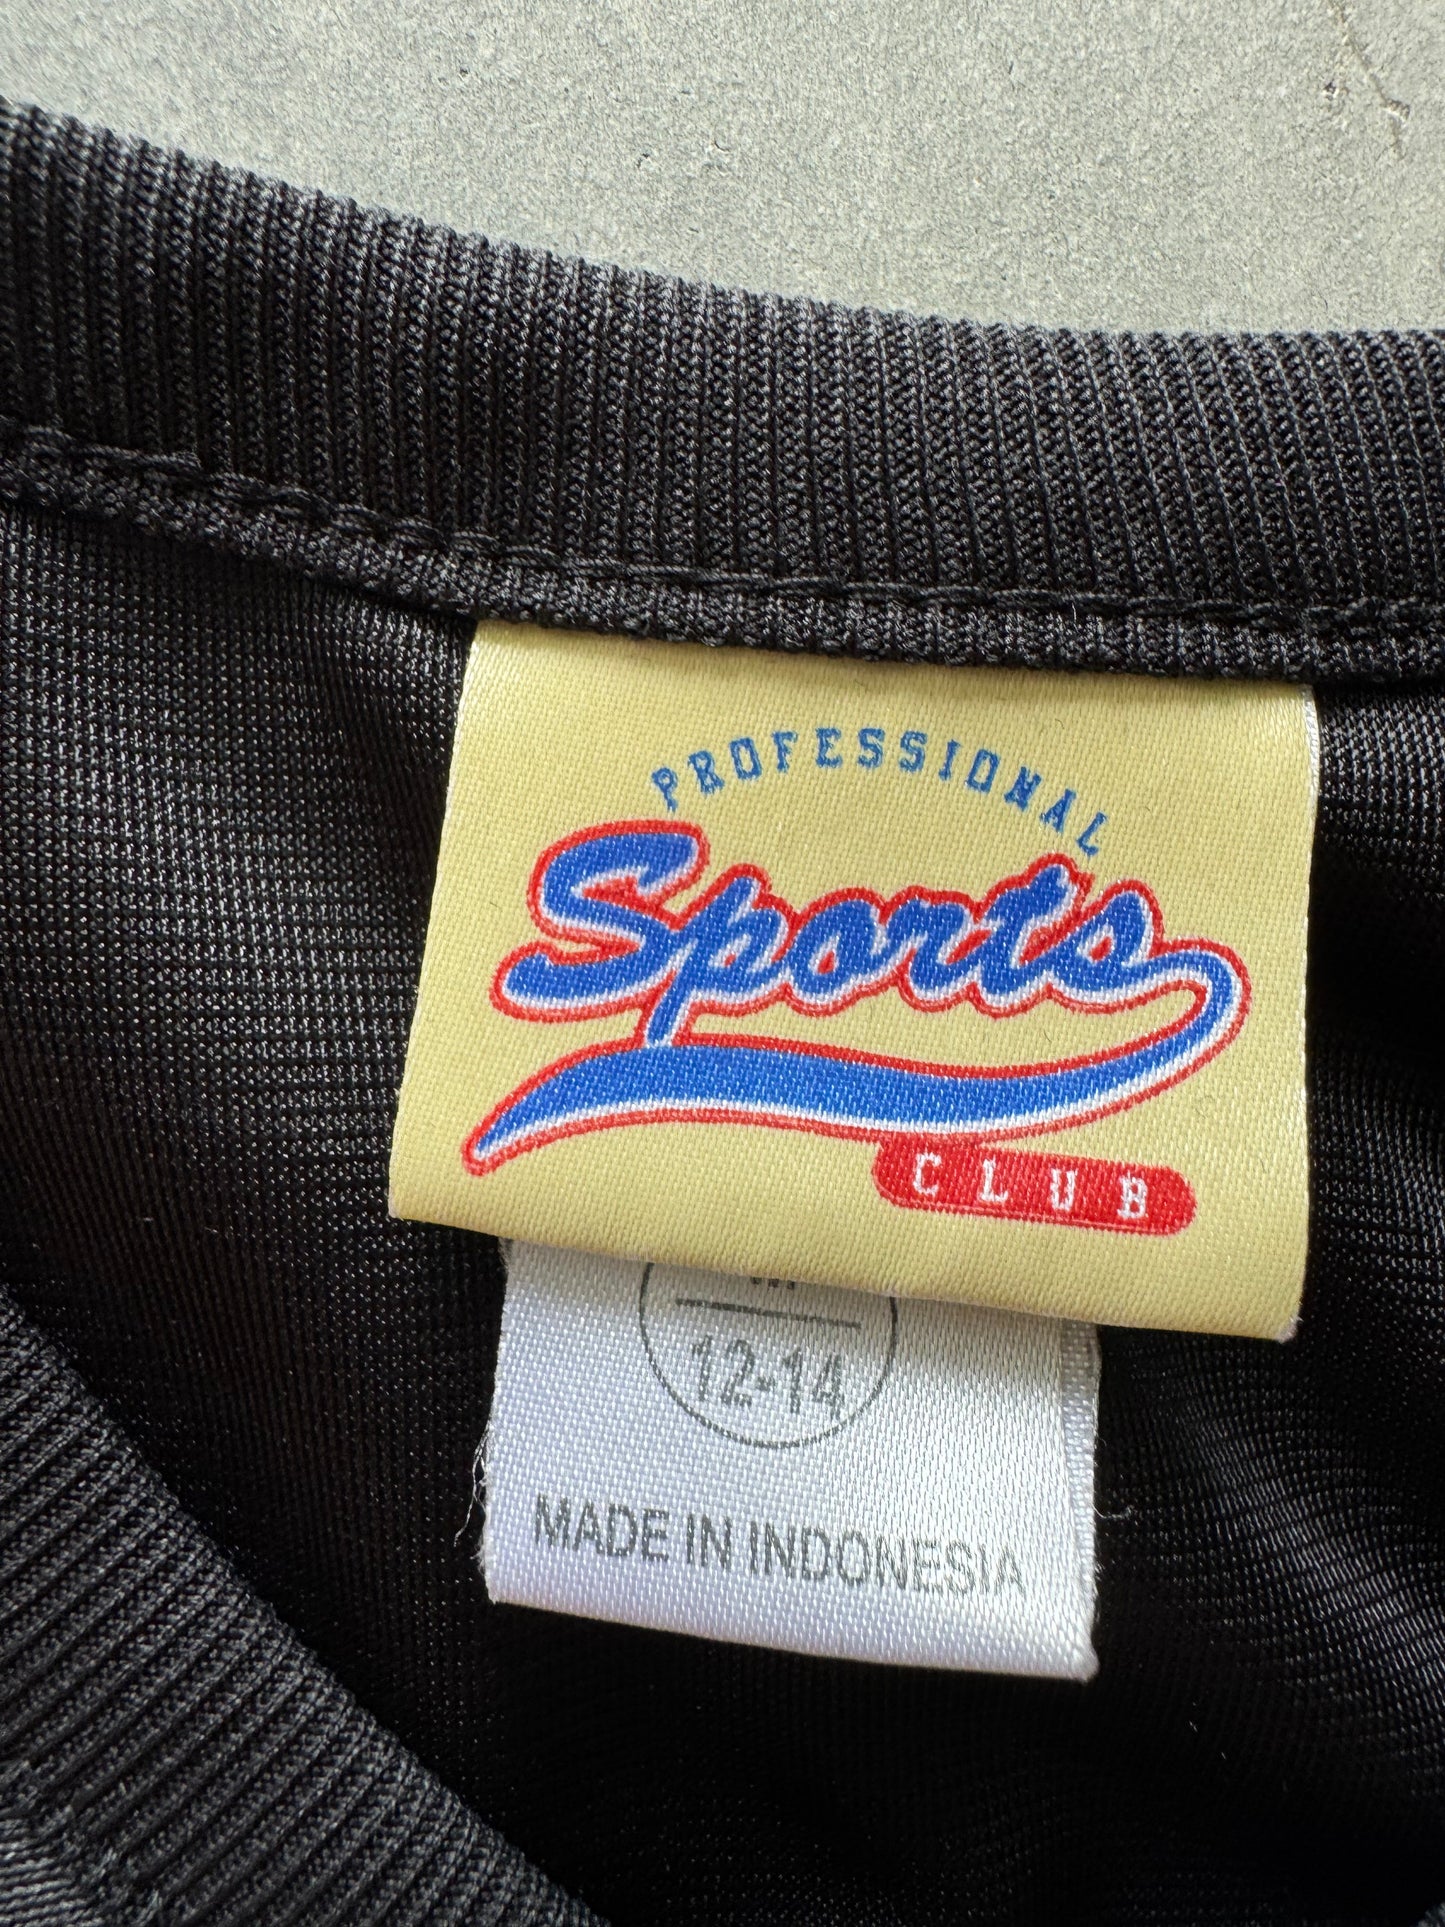 PROFESSIONAL
Sports
CLUB
12-14
MADE IN INDONESIA